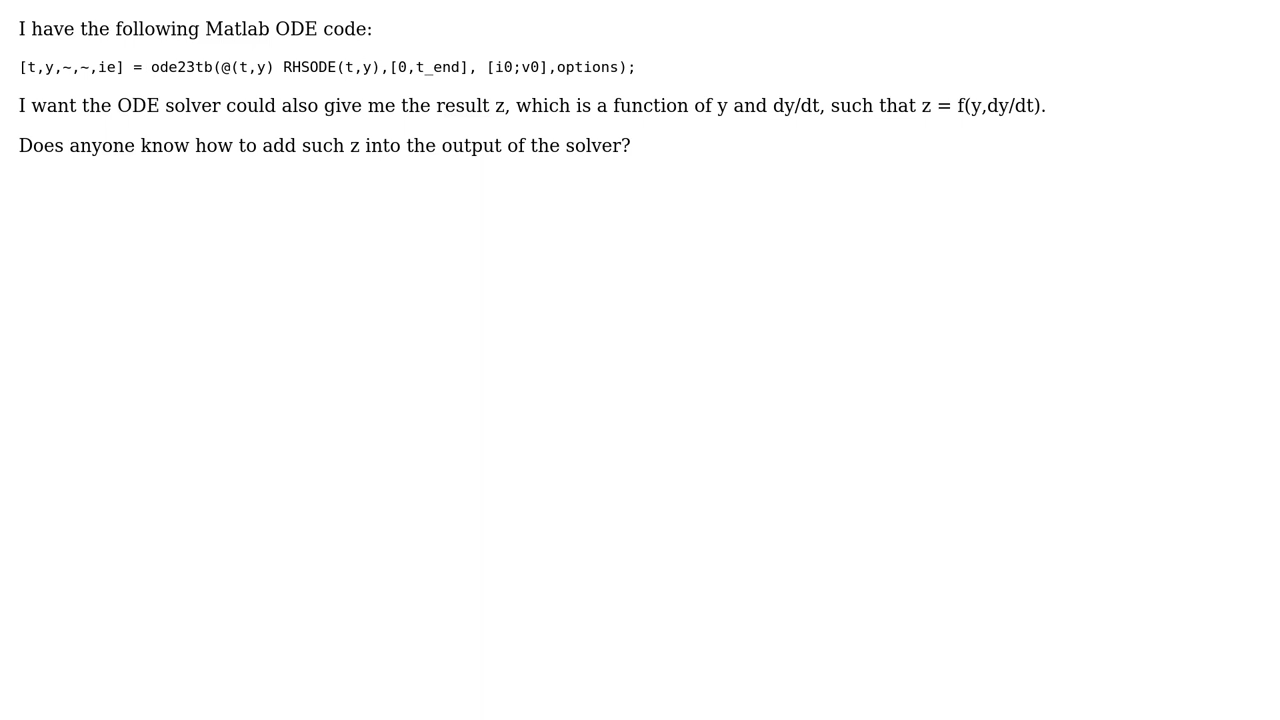 I have the following Matlab ODE code:
[t,y,~,~,ie] = ode23tb(@(t,y) RHSODE(t,y),[0,t_end], [i0;v0],options);
I want the ODE solver could also give me the result z, which is a function of y and dy/dt, such that z = f(y,dy/dt).
Does anyone know how to add such z into the output of the solver?